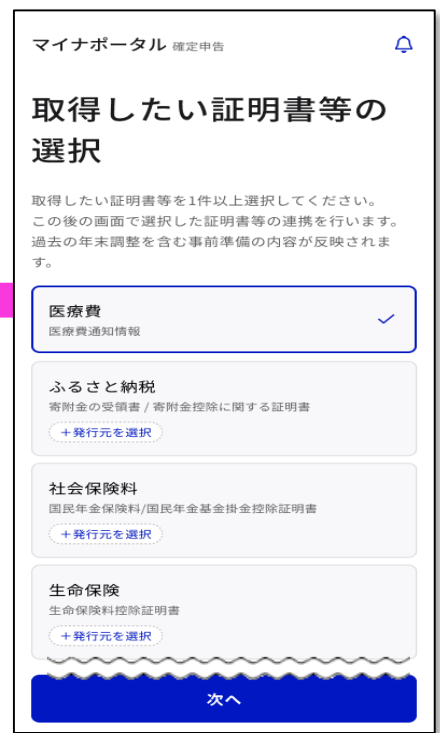 マイナポータル 確定申告
取得したい証明書等の
選択
取得したい証明書等を1件以上選択してください。
この後の画面で選択した証明書等の連携を行います。
過去の年末調整を含む事前準備の内容が反映されま
す。
医療費
医療費通知情報
ふるさと納税
寄附金の受領書 / 寄附金控除に関する証明書
+発行元を選択
社会保険料
国民年金保険料/国民年金基金掛金控除証明書
+発行元を選択
生命保険
生命保険料控除証明書
+発行元を選択
次へ